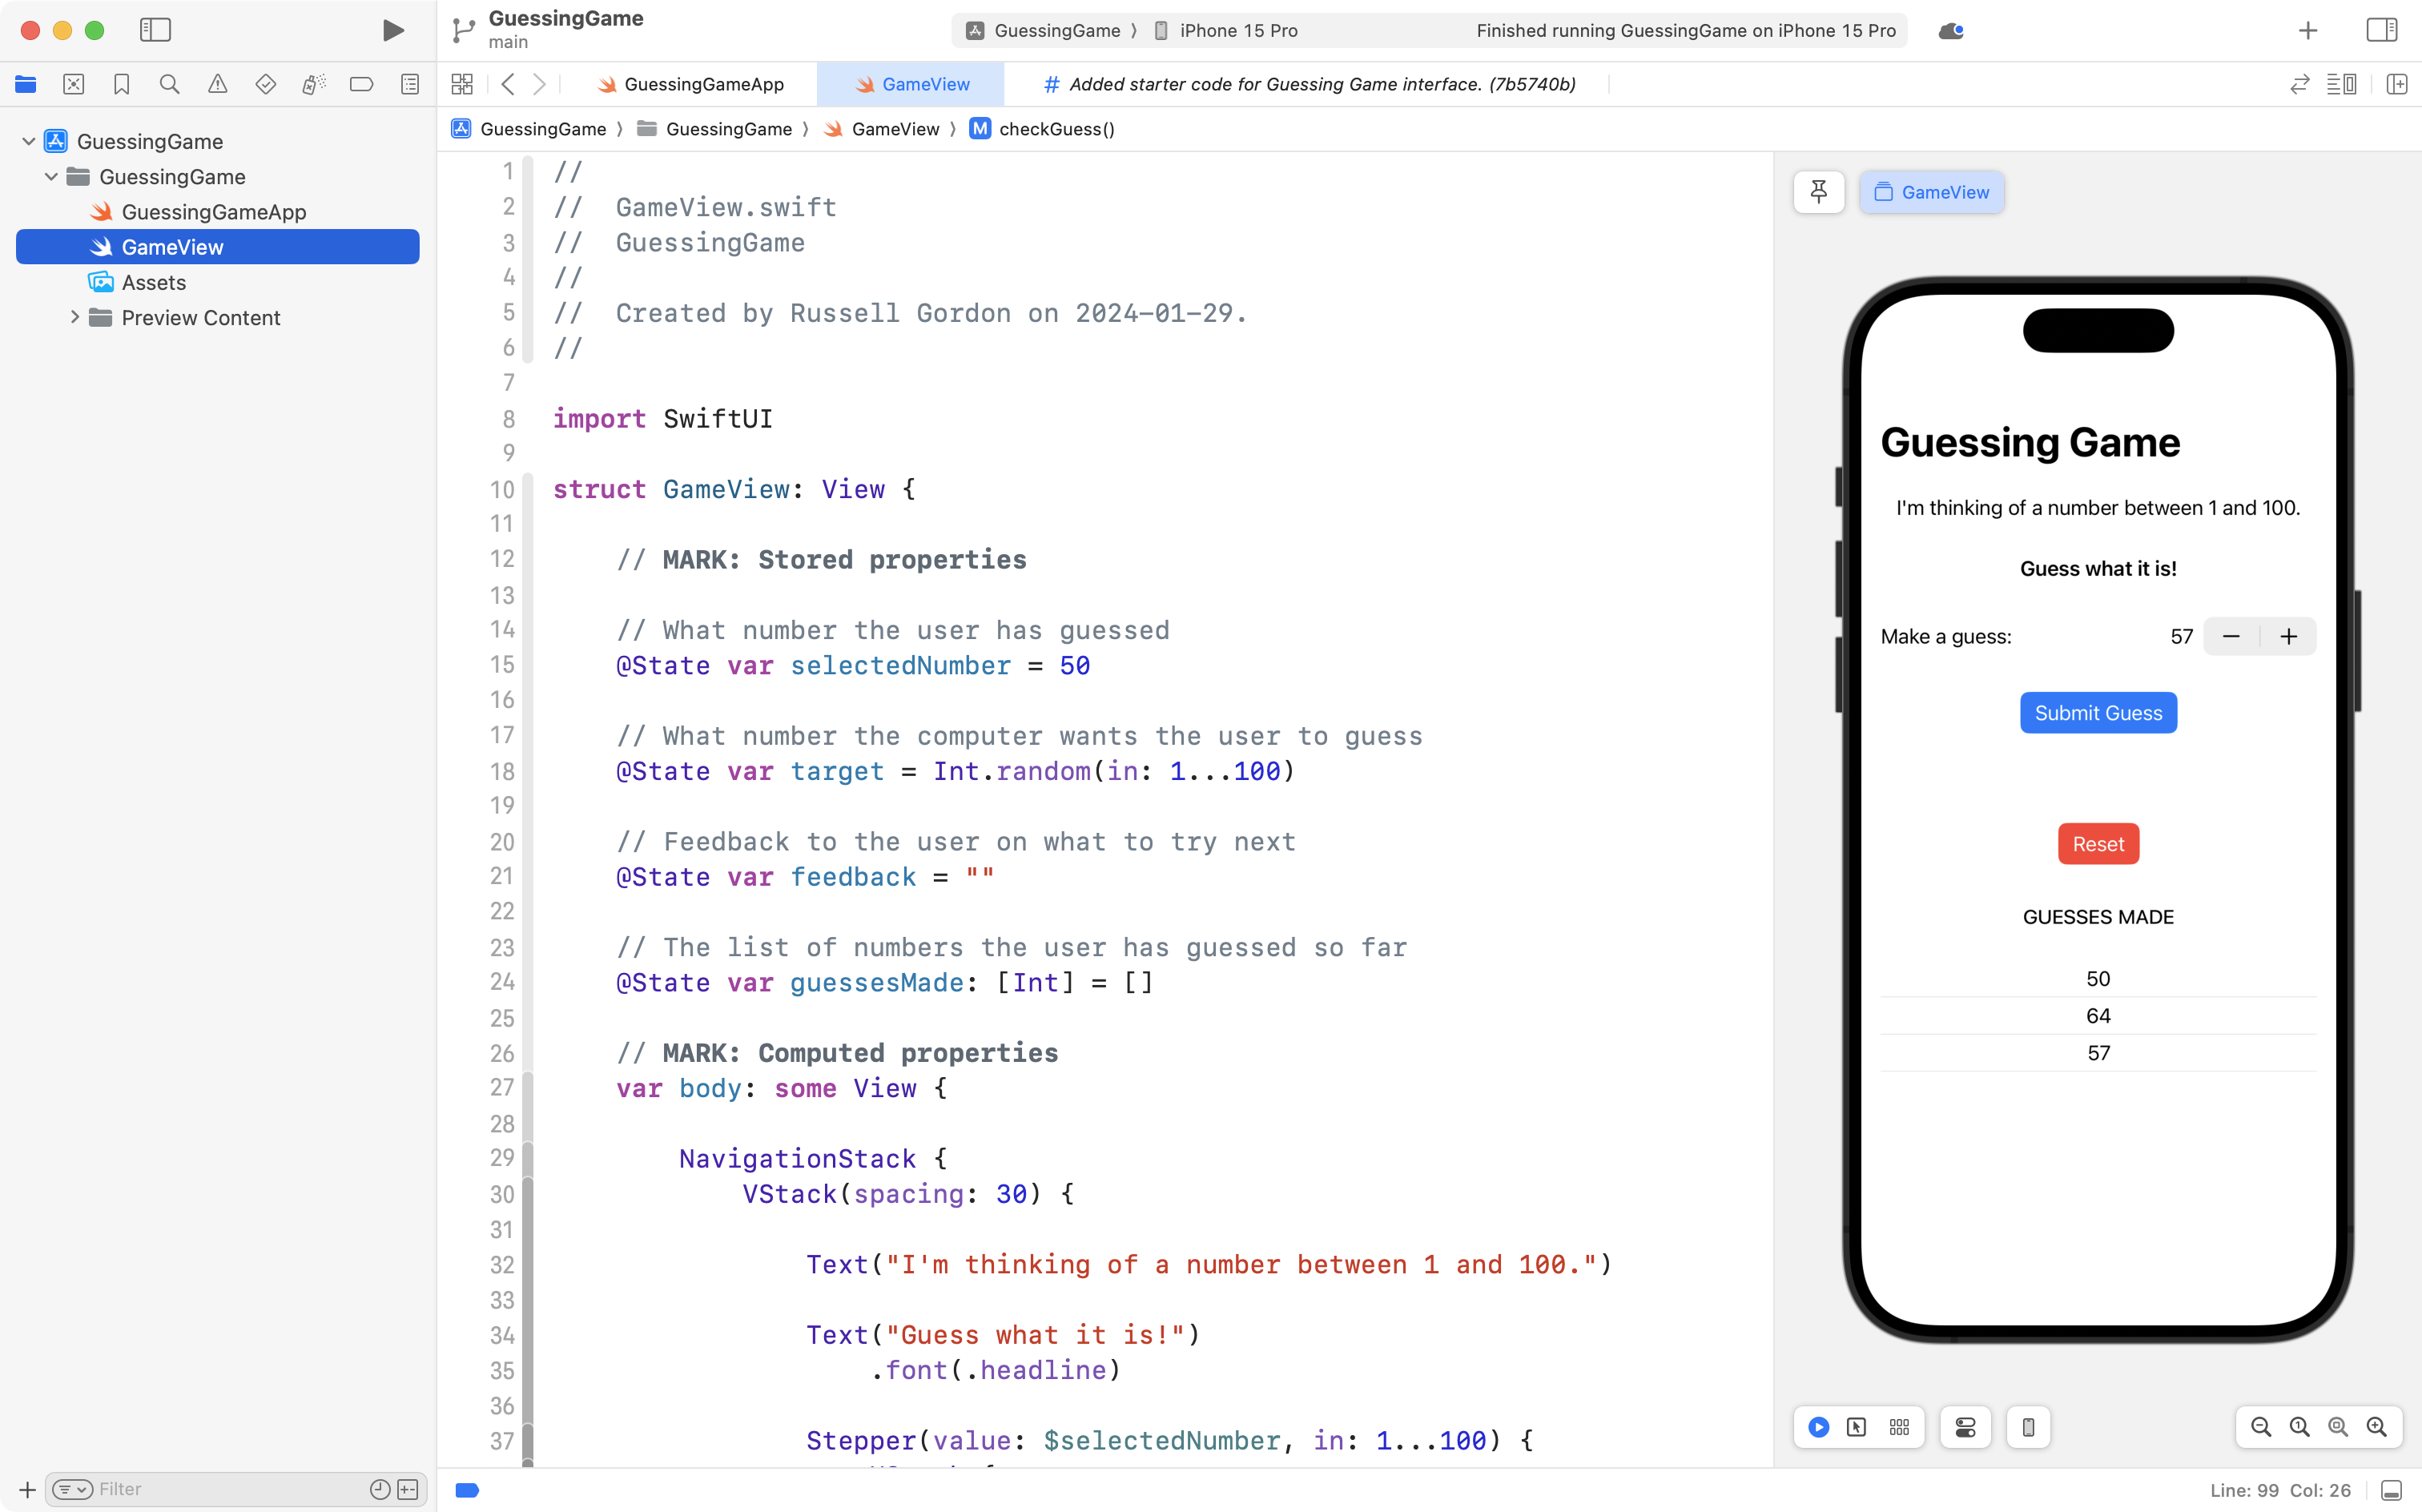 GuessingGame
main
GuessingGame 〉 iPhone 15 Pro
Finished running GuessingGame on iPhone 15 Pro
GuessingGameApp
GameView
# Added starter code for Guessing Game interface. (7b5740b)
GuessingGame 〉 GuessingGame 〉 GameView 〉 M checkGuess()
GuessingGame
GuessingGame
GuessingGameApp
GameView
Assets
Preview Content
Filter
1 //
2 //  GameView.swift
3 //  GuessingGame
4 //
5 //  Created by Russell Gordon on 2024-01-29.
6 //
7
8 import SwiftUI
9
10 struct GameView: View {
11
12     // MARK: Stored properties
13
14     // What number the user has guessed
15     @State var selectedNumber = 50
16
17     // What number the computer wants the user to guess
18     @State var target = Int.random(in: 1...100)
19
20     // Feedback to the user on what to try next
21     @State var feedback = ""
22
23     // The list of numbers the user has guessed so far
24     @State var guessesMade: [Int] = []
25
26     // MARK: Computed properties
27     var body: some View {
28
29         NavigationStack {
30             VStack(spacing: 30) {
31
32                 Text("I'm thinking of a number between 1 and 100.")
33
34                 Text("Guess what it is!")
35                     .font(.headline)
36
37                 Stepper(value: $selectedNumber, in: 1...100) {
GameView
Guessing Game
I'm thinking of a number between 1 and 100.
Guess what it is!
Make a guess: 57 − +
Submit Guess
Reset
GUESSES MADE
50
64
57
Line: 99 Col: 26